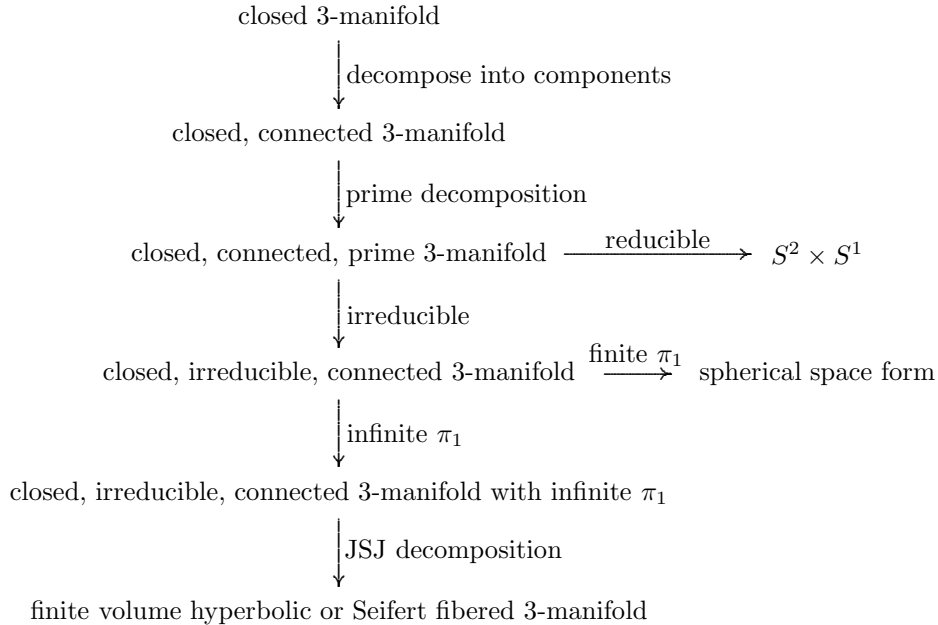 closed 3-manifold
decompose into components
closed, connected 3-manifold
prime decomposition
closed, connected, prime 3-manifold reducible S² × S¹
irreducible
closed, irreducible, connected 3-manifold finite π₁ spherical space form
infinite π₁
closed, irreducible, connected 3-manifold with infinite π₁
JSJ decomposition
finite volume hyperbolic or Seifert fibered 3-manifold